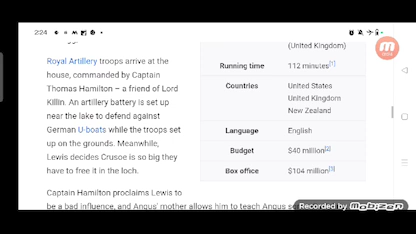 2:24
(United Kingdom)
Royal Artillery troops arrive at the
house, commanded by Captain
Thomas Hamilton – a friend of Lord
Killin. An artillery battery is set up
near the lake to defend against
German U-boats while the troops set
up on the grounds. Meanwhile,
Lewis decides Crusoe is so big they
have to free it in the loch.
Captain Hamilton proclaims Lewis to
be a bad influence, and Angus' mother allows him to teach Angus
Running time 112 minutes[1]
Countries United States
United Kingdom
New Zealand
Language English
Budget $40 million[2]
Box office $104 million[3]
Recorded by Mobizen